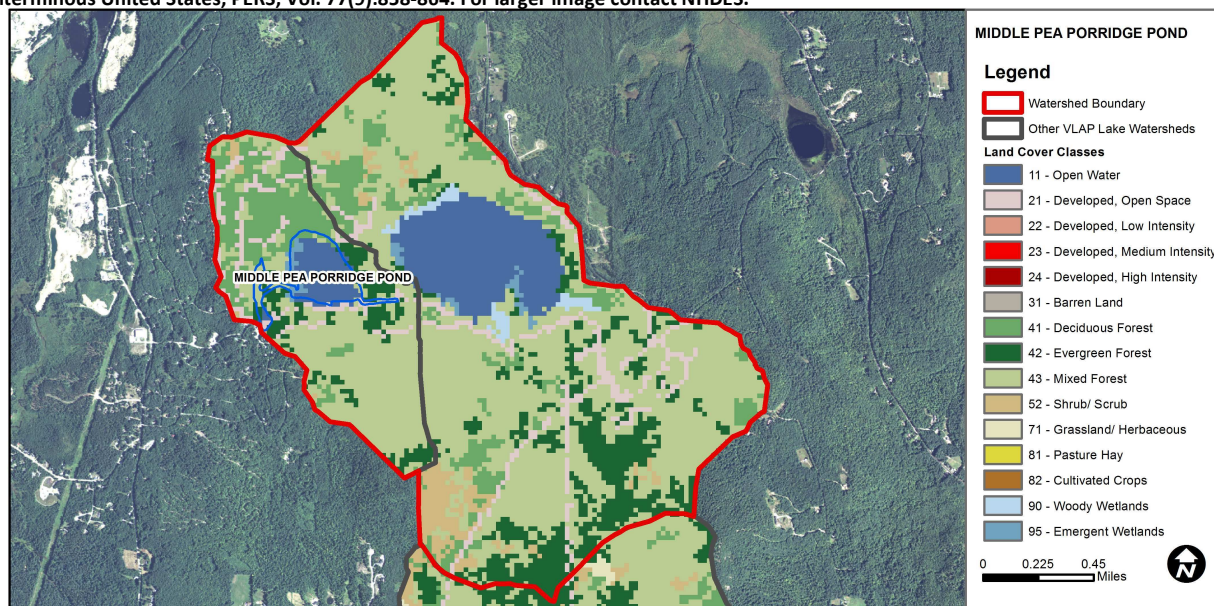 terminous United States, PERS, Vol. 77(9):858-864. For larger image contact NHDES.
MIDDLE PEA PORRIDGE POND
MIDDLE PEA PORRIDGE POND
Legend
Watershed Boundary
Other VLAP Lake Watersheds
Land Cover Classes
11 - Open Water
21 - Developed, Open Space
22 - Developed, Low Intensity
23 - Developed, Medium Intensity
24 - Developed, High Intensity
31 - Barren Land
41 - Deciduous Forest
42 - Evergreen Forest
43 - Mixed Forest
52 - Shrub/ Scrub
71 - Grassland/ Herbaceous
81 - Pasture Hay
82 - Cultivated Crops
90 - Woody Wetlands
95 - Emergent Wetlands
0 0.225 0.45
Miles
N